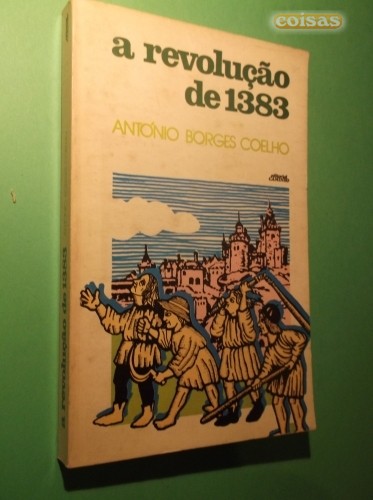 coisas
a revolução
de 1383
ANTÓNIO BORGES COELHO
a revolução de 1383